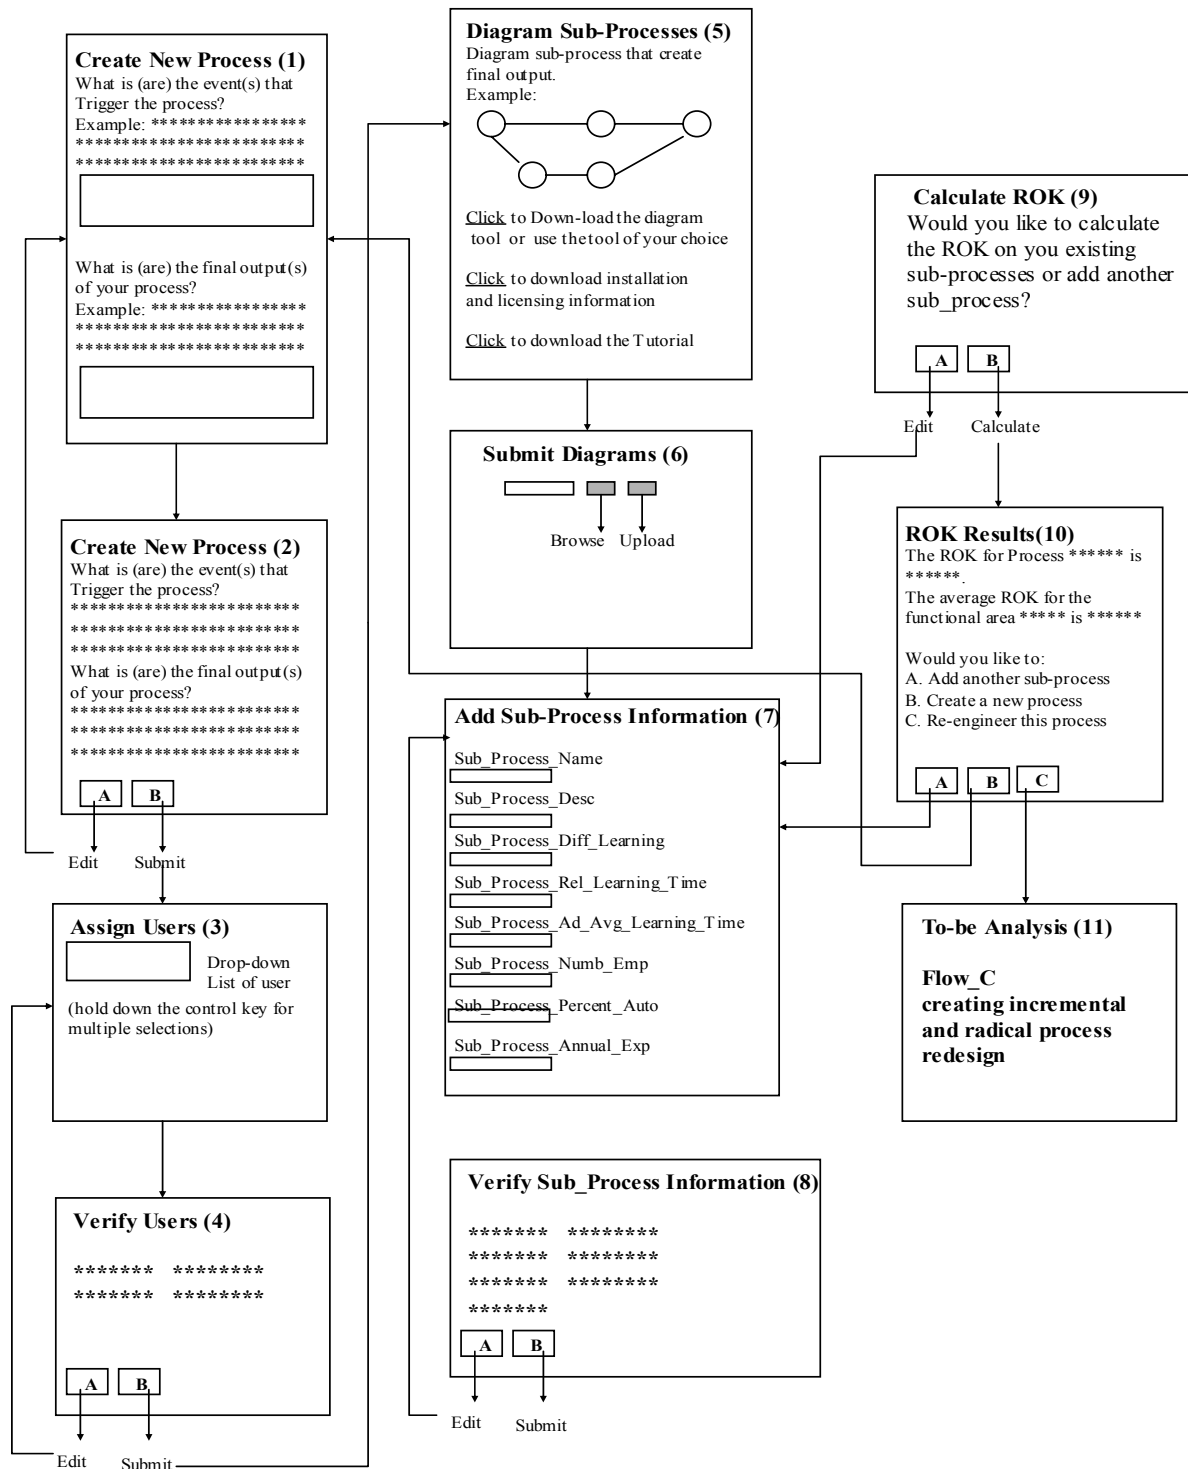 Create New Process (1)
What is (are) the event(s) that
Trigger the process?
Example: *****************
*************************
*************************
What is (are) the final output(s)
of your process?
Example: *****************
*************************
*************************
Create New Process (2)
What is (are) the event(s) that
Trigger the process?
*************************
*************************
*************************
What is (are) the final output(s)
of your process?
*************************
*************************
*************************
A B
Edit Submit
Assign Users (3)
Drop-down
List of user
(hold down the control key for
multiple selections)
Verify Users (4)
******* ********
******* ********
A B
Edit Submit
Diagram Sub-Processes (5)
Diagram sub-process that create
final output.
Example:
Click to Down-load the diagram
tool or use the tool of your choice
Click to download installation
and licensing information
Click to download the Tutorial
Submit Diagrams (6)
Browse Upload
Add Sub-Process Information (7)
Sub_Process_Name
Sub_Process_Desc
Sub_Process_Diff_Learning
Sub_Process_Rel_Learning_Time
Sub_Process_Ad_Avg_Learning_Time
Sub_Process_Numb_Emp
Sub_Process_Percent_Auto
Sub_Process_Annual_Exp
Verify Sub_Process Information (8)
******* ********
******* ********
******* ********
*******
A B
Edit Submit
Calculate ROK (9)
Would you like to calculate
the ROK on you existing
sub-processes or add another
sub_process?
A B
Edit Calculate
ROK Results(10)
The ROK for Process ****** is
******.
The average ROK for the
functional area ***** is ******
Would you like to:
A. Add another sub-process
B. Create a new process
C. Re-engineer this process
A B C
To-be Analysis (11)
Flow_C
creating incremental
and radical process
redesign